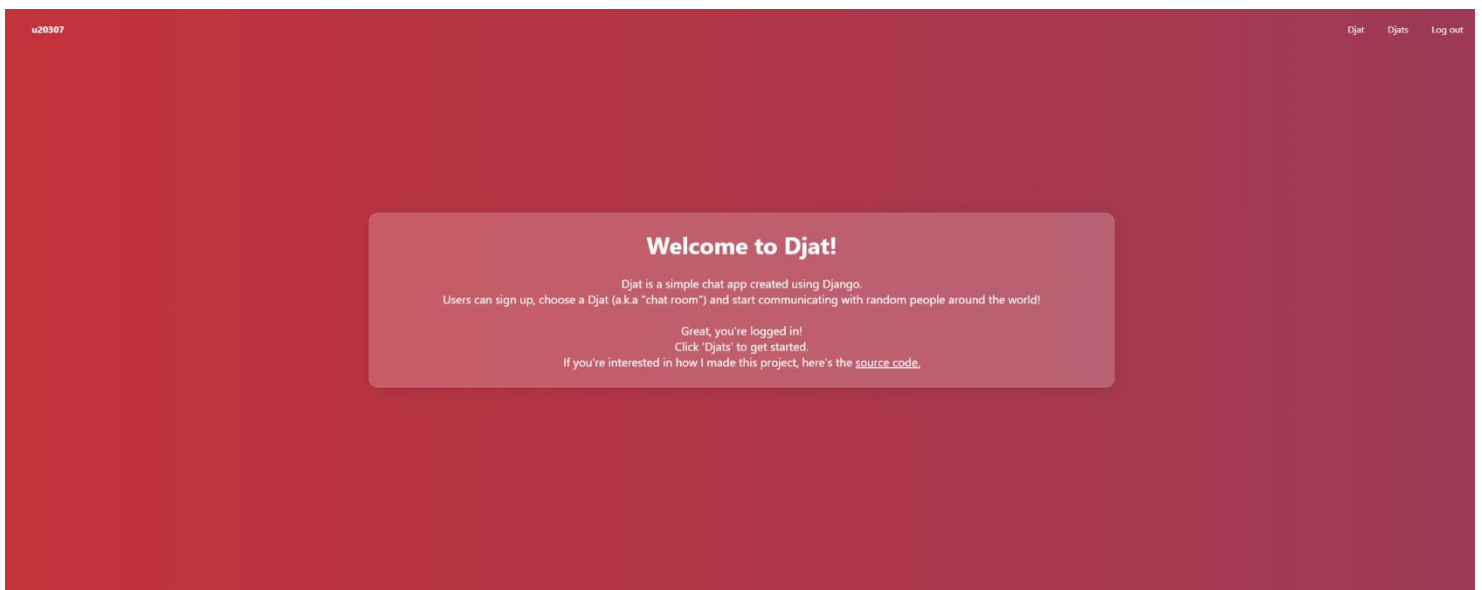 u20307
Djat Djats Log out
Welcome to Djat!
Djat is a simple chat app created using Django.
Users can sign up, choose a Djat (a.k.a "chat room") and start communicating with random people around the world!
Great, you're logged in!
Click 'Djats' to get started.
If you're interested in how I made this project, here's the source code.